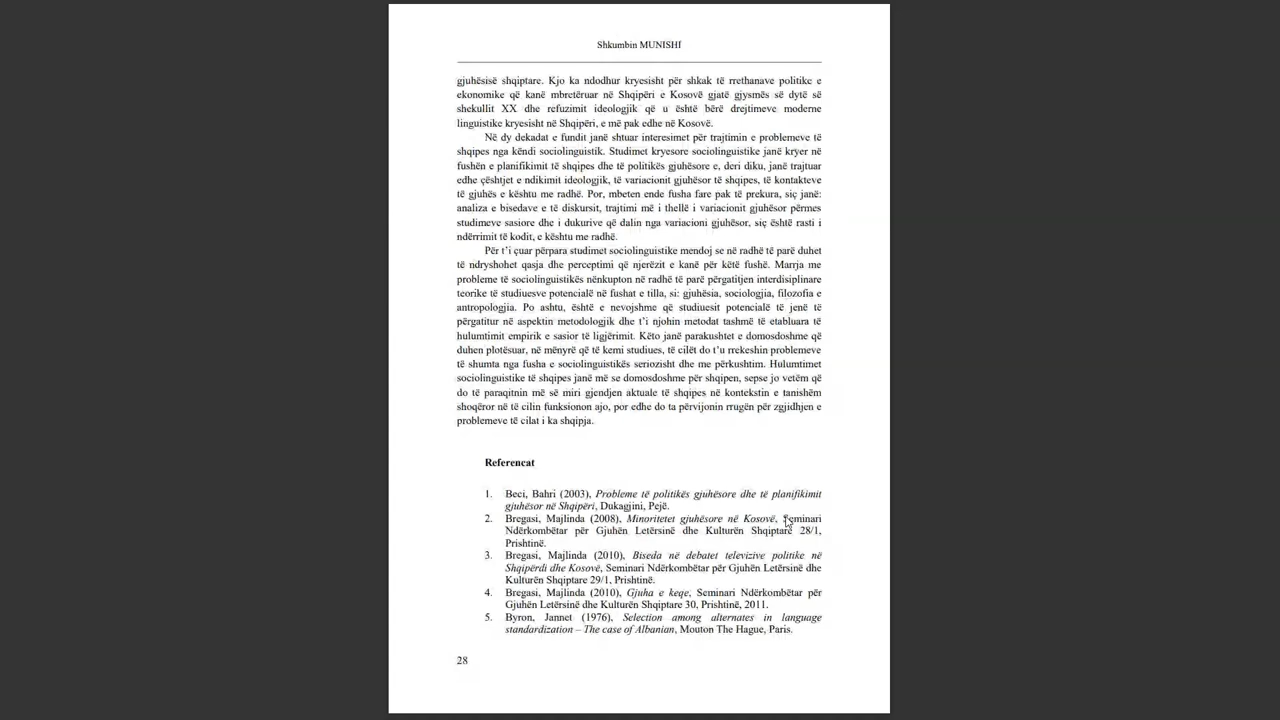 Shkumbin MUNISHI
gjuhësisë shqiptare. Kjo ka ndodhur kryesisht për shkak të rrethanave politike e
ekonomike që kanë mbretëruar në Shqipëri e Kosovë gjatë gjysmës së dytë së
shekullit XX dhe refuzimit ideologjik që u është bërë drejtimeve moderne
linguistike kryesisht në Shqipëri, e më pak edhe në Kosovë.
Në dy dekadat e fundit janë shtuar interesimet për trajtimin e problemeve të
shqipes nga këndi sociolinguistik. Studimet kryesore sociolinguistike janë kryer në
fushën e planifikimit të shqipes dhe të politikës gjuhësore e, deri diku, janë trajtuar
edhe çështjet e ndikimit ideologjik, të variacionit gjuhësor të shqipes, të kontakteve
të gjuhës e kështu me radhë. Por, mbeten ende fusha fare pak të prekura, siç janë:
analiza e bisedave e të diskursit, trajtimi më i thellë i variacionit gjuhësor përmes
studimeve sasiore dhe i dukurive që dalin nga variacioni gjuhësor, siç është rasti i
ndërrimit të kodit, e kështu me radhë.
Për t’i çuar përpara studimet sociolinguistike mendoj se në radhë të parë duhet
të ndryshohet qasja dhe perceptimi që njerëzit e kanë për këtë fushë. Marrja me
probleme të sociolinguistikës nënkupton në radhë të parë përgatitjen interdisiplinare
teorike të studiuesve potencialë në fushat e tilla, si: gjuhësia, sociologjia, filozofia e
antropologjia. Po ashtu, është e nevojshme që studiuesit potencialë të jenë të
përgatitur në aspektin metodologjik dhe t’i njohin metodat tashmë të etabluara të
hulumtimit empirik e sasior të ligjërimit. Këto janë parakushtet e domosdoshme që
duhen plotësuar, në mënyrë që të kemi studiues, të cilët do t’u rrekeshin problemeve
të shumta nga fusha e sociolinguistikës seriozisht dhe me përkushtim. Hulumtimet
sociolinguistike të shqipes janë më se domosdoshme për shqipen, sepse jo vetëm që
do të paraqitnin më së miri gjendjen aktuale të shqipes në kontekstin e tanishëm
shoqëror në të cilin funksionon ajo, por edhe do ta përvijonin rrugën për zgjidhjen e
problemeve të cilat i ka shqipja.
Referencat
1. Beci, Bahri (2003), Probleme të politikës gjuhësore dhe të planifikimit
gjuhësor në Shqipëri, Dukagjini, Pejë.
2. Bregasi, Majlinda (2008), Minoritetet gjuhësore në Kosovë, Seminari
Ndërkombëtar për Gjuhën Letërsinë dhe Kulturën Shqiptare 28/1,
Prishtinë.
3. Bregasi, Majlinda (2010), Biseda në debatet televizive politike në
Shqipërdi dhe Kosovë, Seminari Ndërkombëtar për Gjuhën Letërsinë dhe
Kulturën Shqiptare 29/1, Prishtinë.
4. Bregasi, Majlinda (2010), Gjuha e keqe, Seminari Ndërkombëtar për
Gjuhën Letërsinë dhe Kulturën Shqiptare 30, Prishtinë, 2011.
5. Byron, Jannet (1976), Selection among alternates in language
standardization – The case of Albanian, Mouton The Hague, Paris.
28